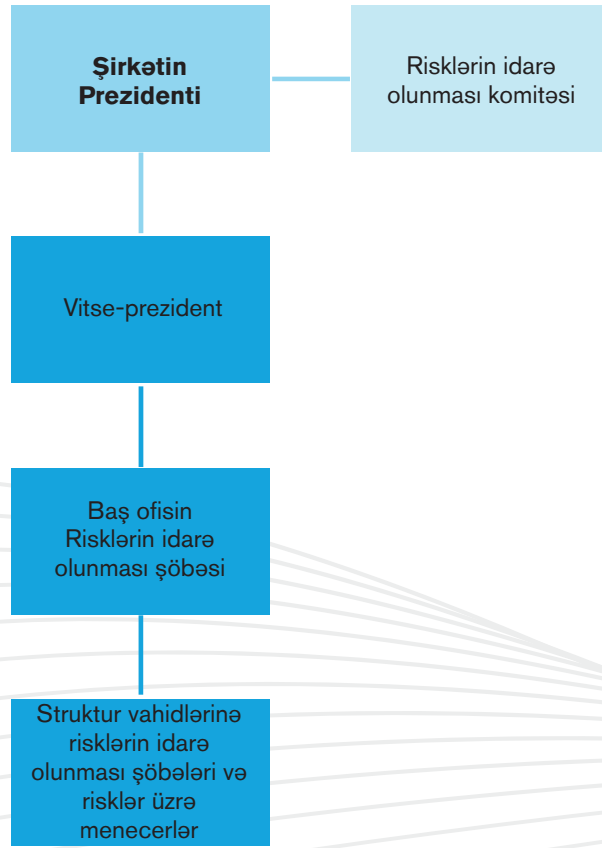 Şirkətin
Prezidenti
Risklərin idarə
olunması komitəsi
Vitse-prezident
Baş ofisin
Risklərin idarə
olunması şöbəsi
Struktur vahidlərinə
risklərin idarə
olunması şöbələri və
risklər üzrə
menecerlər